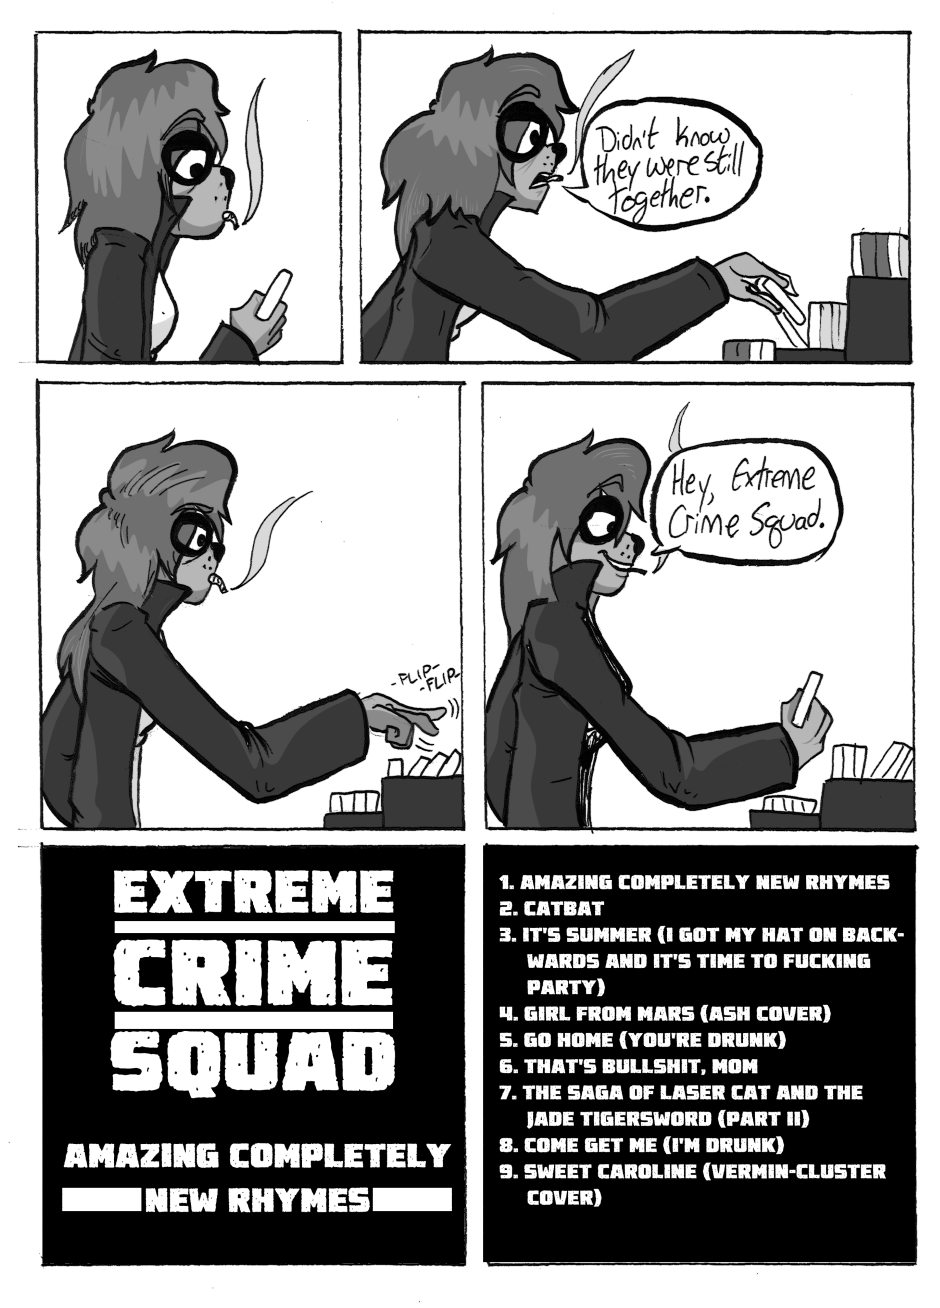 Didn't know
they were still
together.
-FLIP-
-FLIP-
Hey, Extreme
Crime Squad.
EXTREME
CRIME
SQUAD
AMAZING COMPLETELY
NEW RHYMES
1. AMAZING COMPLETELY NEW RHYMES
2. CATBAT
3. IT'S SUMMER (I GOT MY HAT ON BACK-
WARDS AND IT'S TIME TO FUCKING
PARTY)
4. GIRL FROM MARS (ASH COVER)
5. GO HOME (YOU'RE DRUNK)
6. THAT'S BULLSHIT, MOM
7. THE SAGA OF LASER CAT AND THE
JADE TIGERSWORD (PART II)
8. COME GET ME (I'M DRUNK)
9. SWEET CAROLINE (VERMIN-CLUSTER
COVER)